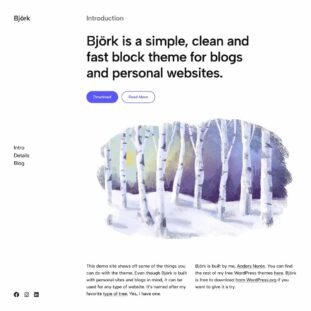 Björk
Introduction
Björk is a simple, clean and
fast block theme for blogs
and personal websites.
Download
Read More
Intro
Details
Blog
This demo site shows off some of the things you
can do with the theme. Even though Björk is built
with personal sites and blogs in mind, it can be
used for any type of website. It's named after my
favorite type of tree. Yes, I have one.
Björk is built by me, Anders Norén. You can find
the rest of my free WordPress themes here. Björk
is free to download from WordPress.org if you
want to give it a try.